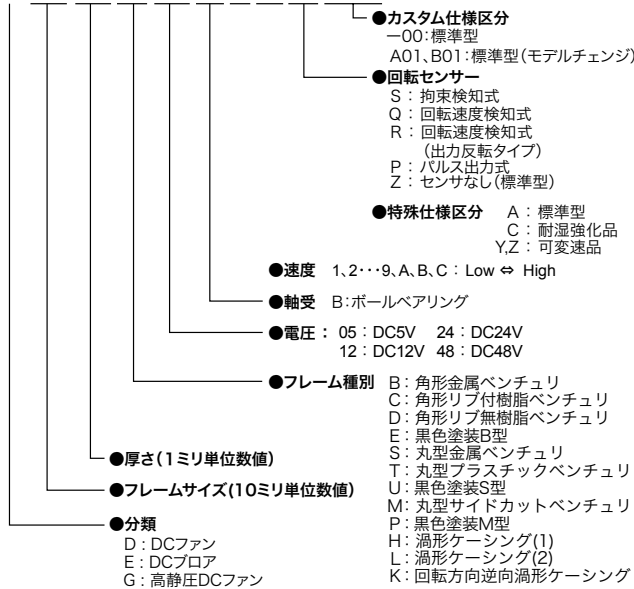 ●カスタム仕様区分
－00：標準型
A01、B01：標準型（モデルチェンジ）
●回転センサー
S： 拘束検知式
Q： 回転速度検知式
R： 回転速度検知式
（出力反転タイプ）
P： パルス出力式
Z： センサなし（標準型）
●特殊仕様区分 A： 標準型
C： 耐湿強化品
Y,Z： 可変速品
●速度 1、2･･･9、A、B、C： Low ⇔ High
●軸受 B：ボールベアリング
●電圧： 05：DC5V 24：DC24V
12：DC12V 48：DC48V
●フレーム種別 B：角形金属ベンチュリ
C：角形リブ付樹脂ベンチュリ
D：角形リブ無樹脂ベンチュリ
E：黒色塗装B型
S：丸型金属ベンチュリ
T：丸型プラスチックベンチュリ
U：黒色塗装S型
M：丸型サイドカットベンチュリ
P：黒色塗装M型
H：渦形ケーシング(1)
L：渦形ケーシング(2)
K：回転方向逆向渦形ケーシング
●厚さ（1ミリ単位数値）
●フレームサイズ(10ミリ単位数値)
●分類
D：DCファン
E：DCブロア
G：高静圧DCファン